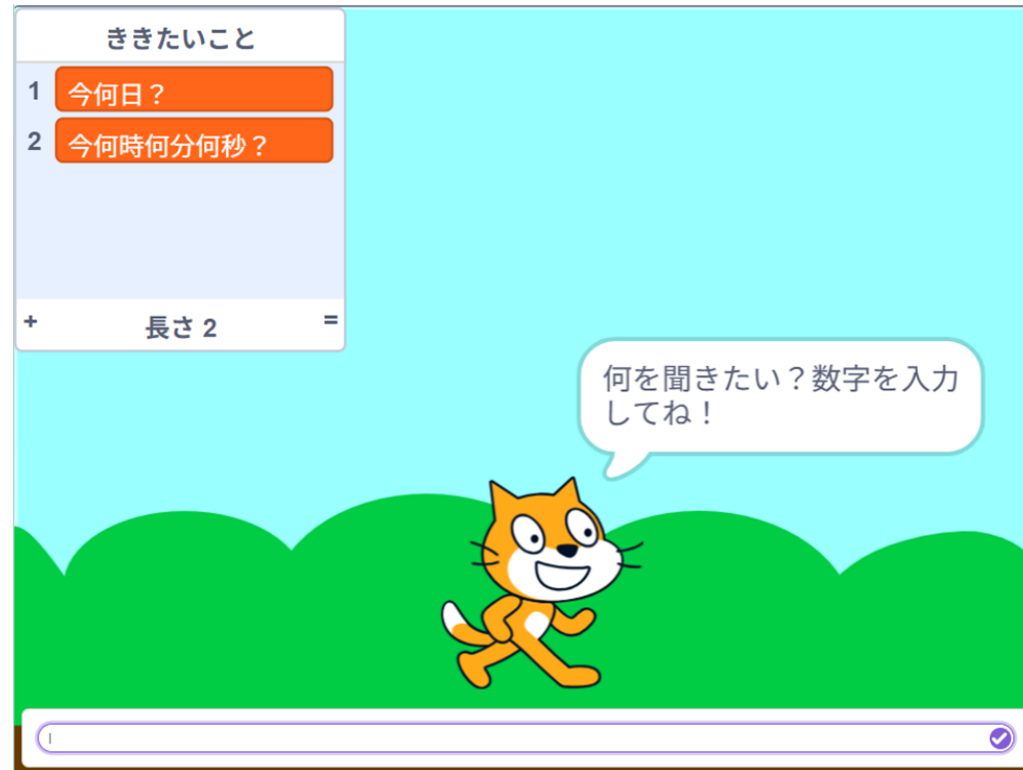 ききたいこと
1 今何日？
2 今何時何分何秒？
+ 長さ 2 =
何を聞きたい？数字を入力
してね！